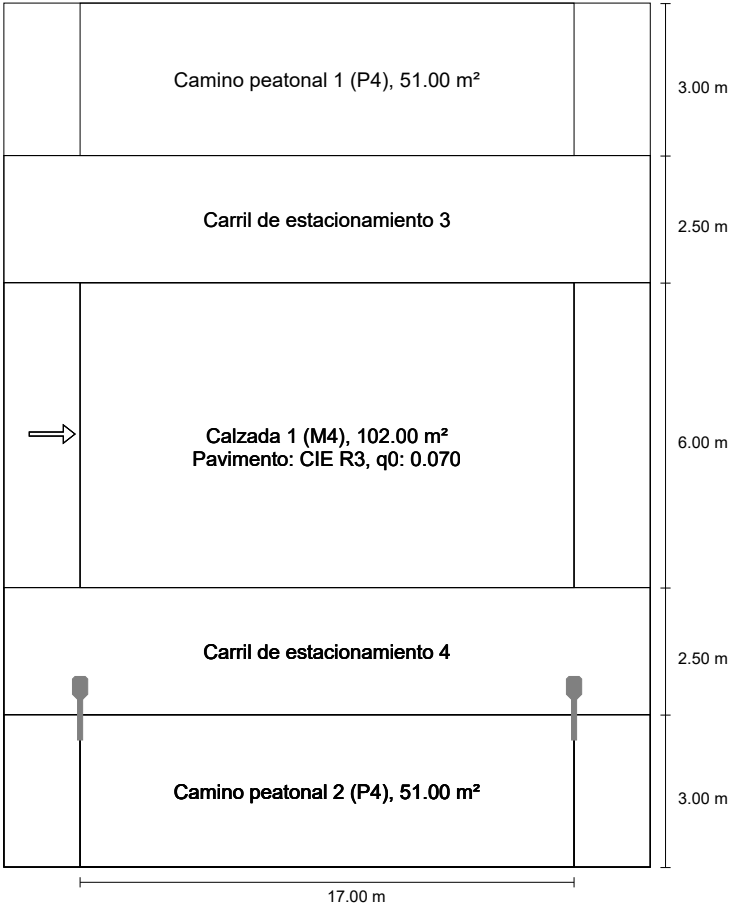 Camino peatonal 1 (P4), 51.00 m²
3.00 m
Carril de estacionamiento 3
2.50 m
Calzada 1 (M4), 102.00 m²
Pavimento: CIE R3, q0: 0.070
6.00 m
Carril de estacionamiento 4
2.50 m
Camino peatonal 2 (P4), 51.00 m²
3.00 m
17.00 m